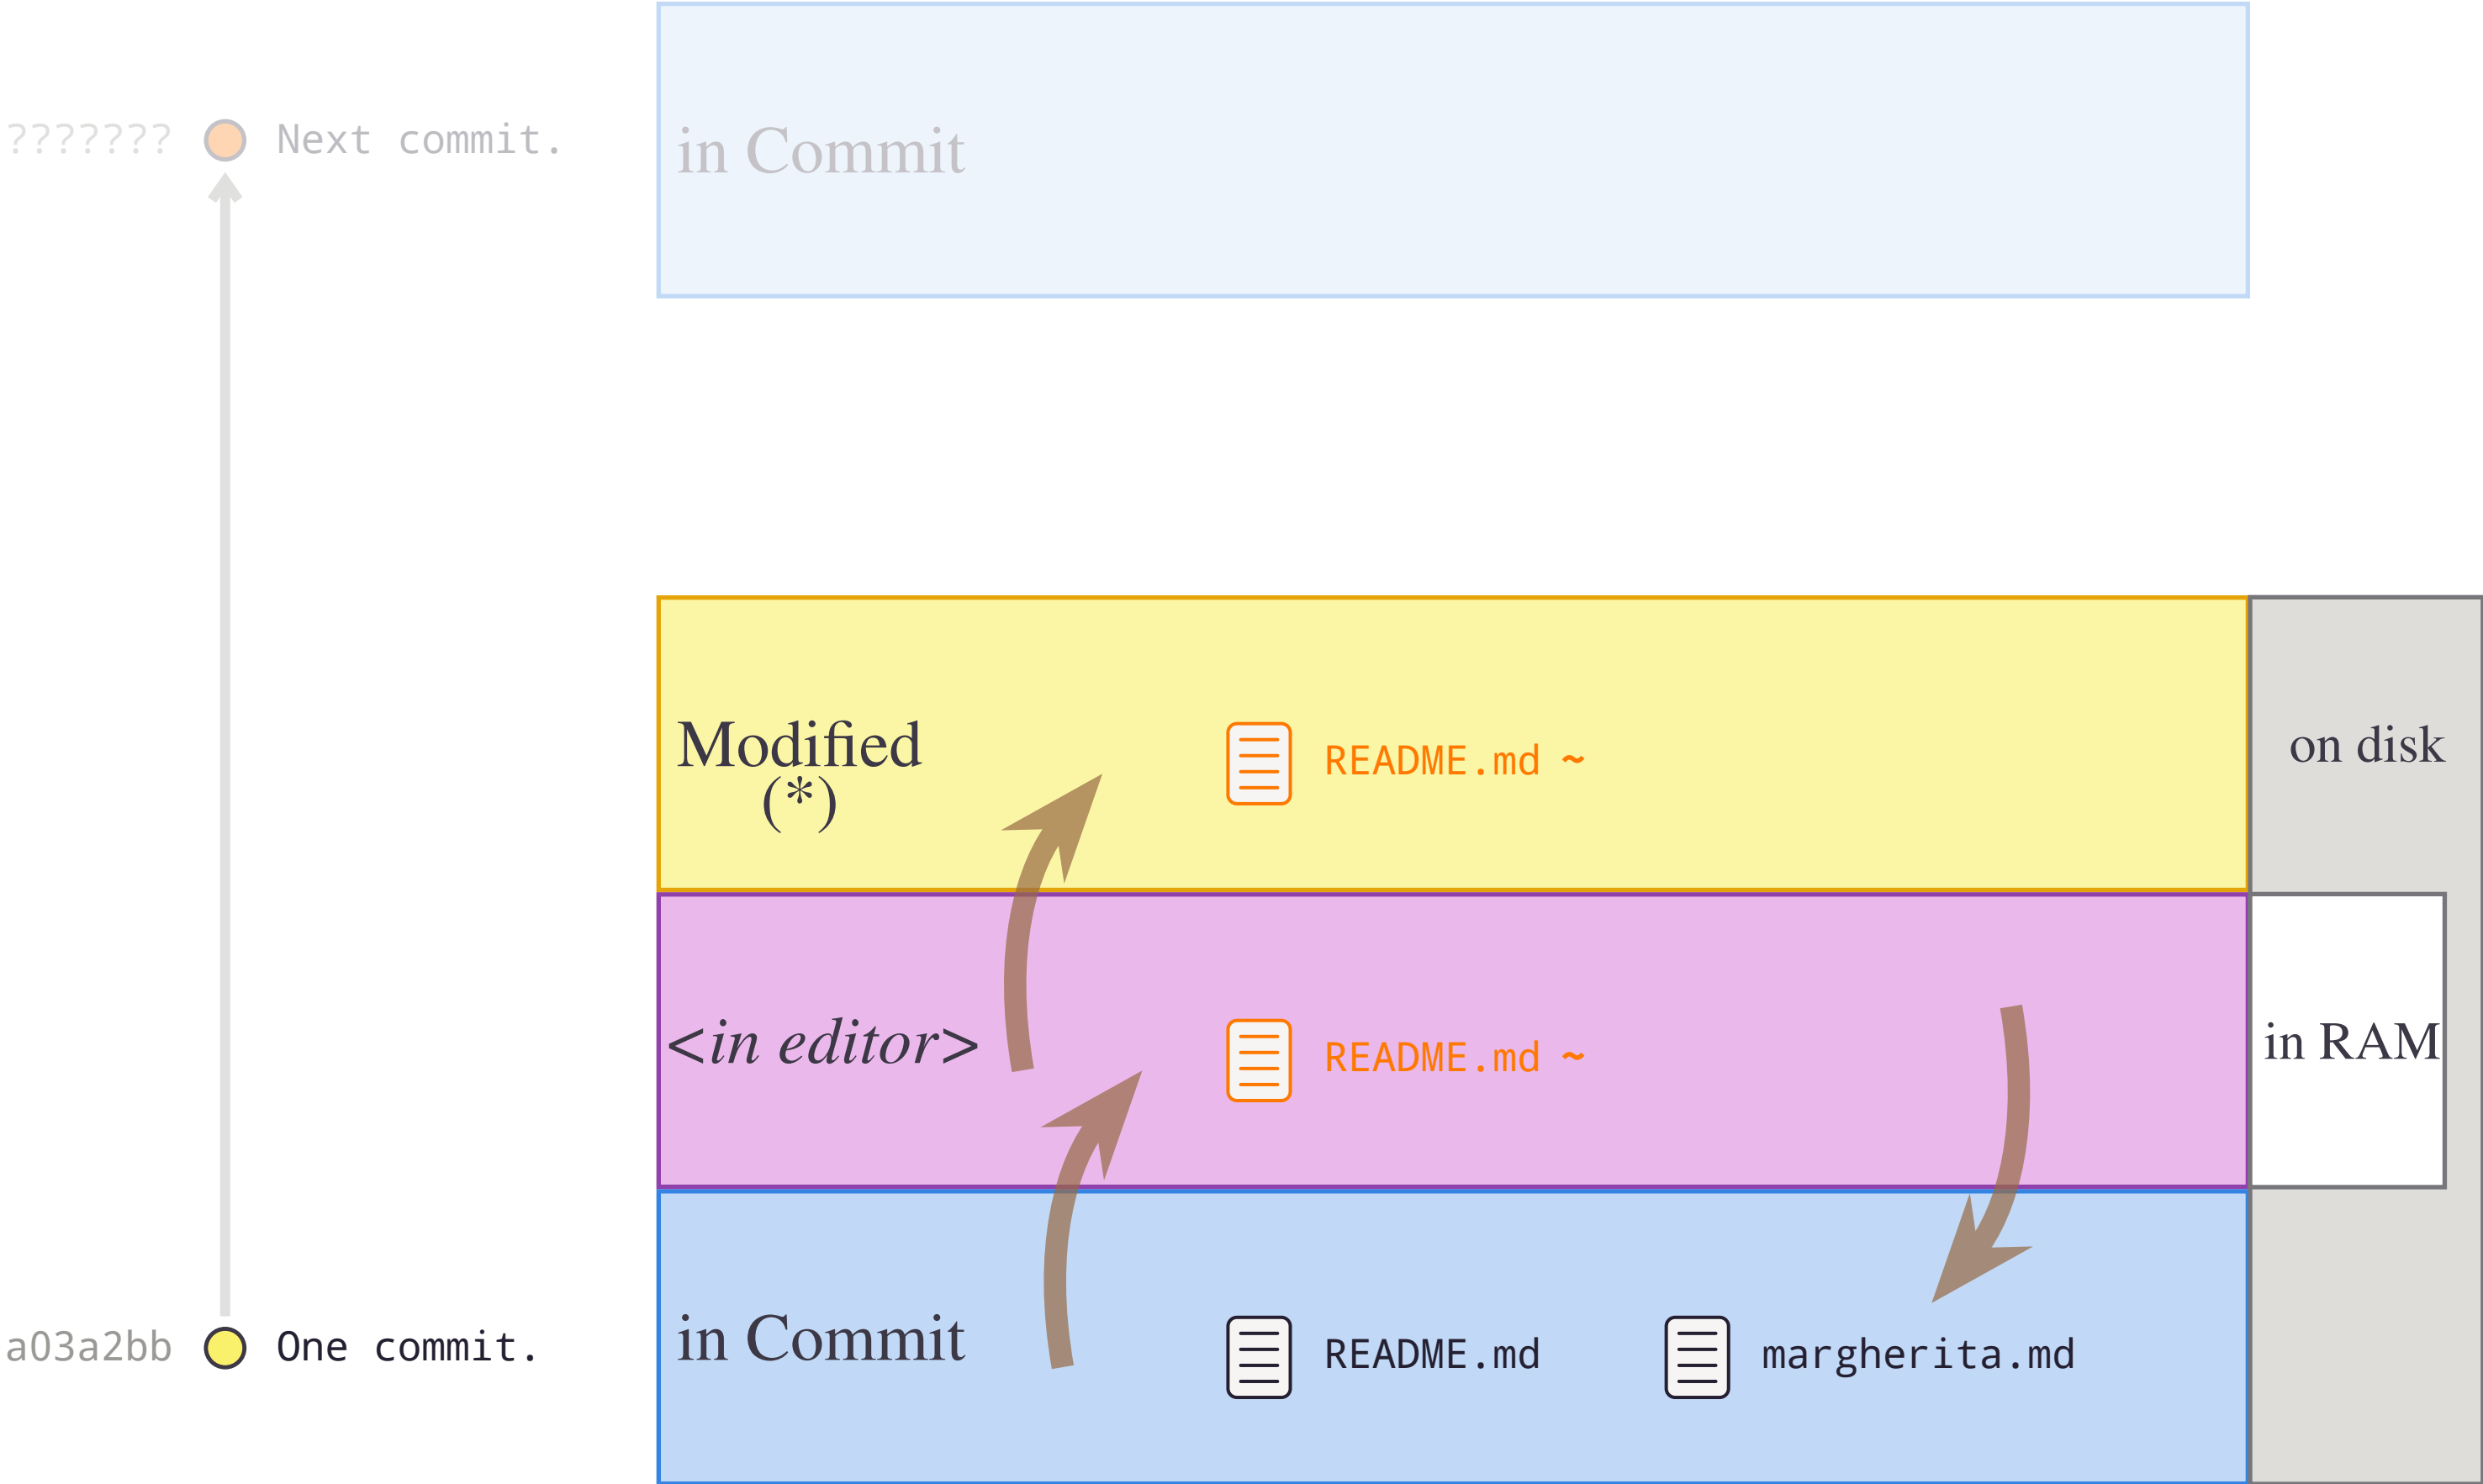 ??????? Next commit.
in Commit
Modified
(*)
README.md ~
on disk
<in editor>
README.md ~
in RAM
a03a2bb One commit.
in Commit
README.md
margherita.md